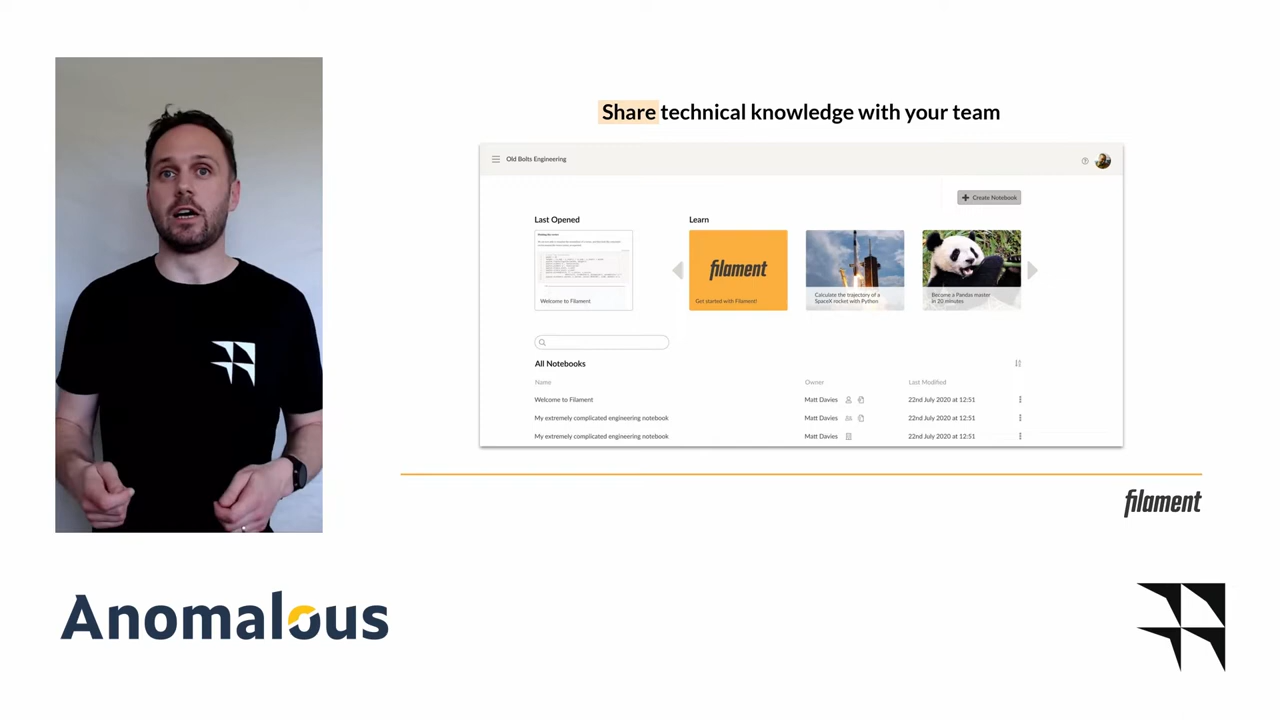 Share technical knowledge with your team
Old Bolts Engineering
Create Notebook
Last Opened
Learn
Welcome to Filament
filament
Get started with Filament!
Calculate the trajectory of a
SpaceX rocket with Python
Become a Pandas master
in 20 minutes
All Notebooks
Name
Owner
Last Modified
Welcome to Filament
Matt Davies
22nd July 2020 at 12:51
My extremely complicated engineering notebook
Matt Davies
22nd July 2020 at 12:51
My extremely complicated engineering notebook
Matt Davies
22nd July 2020 at 12:51
filament
Anomalous